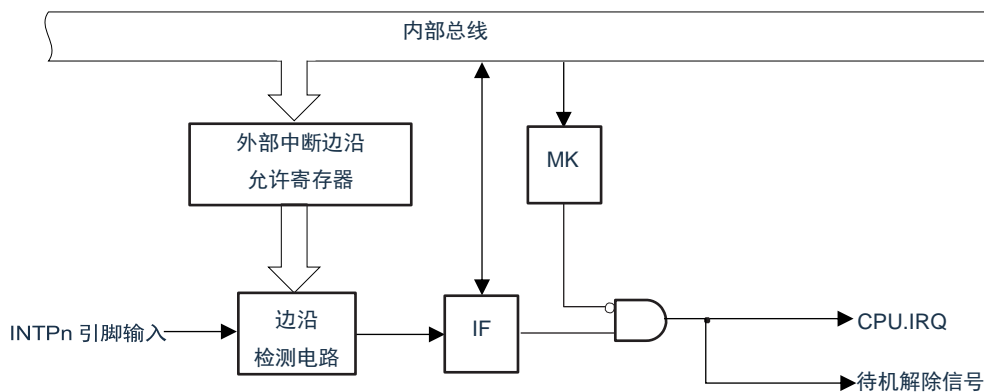 内部总线
外部中断边沿
允许寄存器
MK
INTPn 引脚输入
边沿
检测电路
IF
CPU.IRQ
待机解除信号